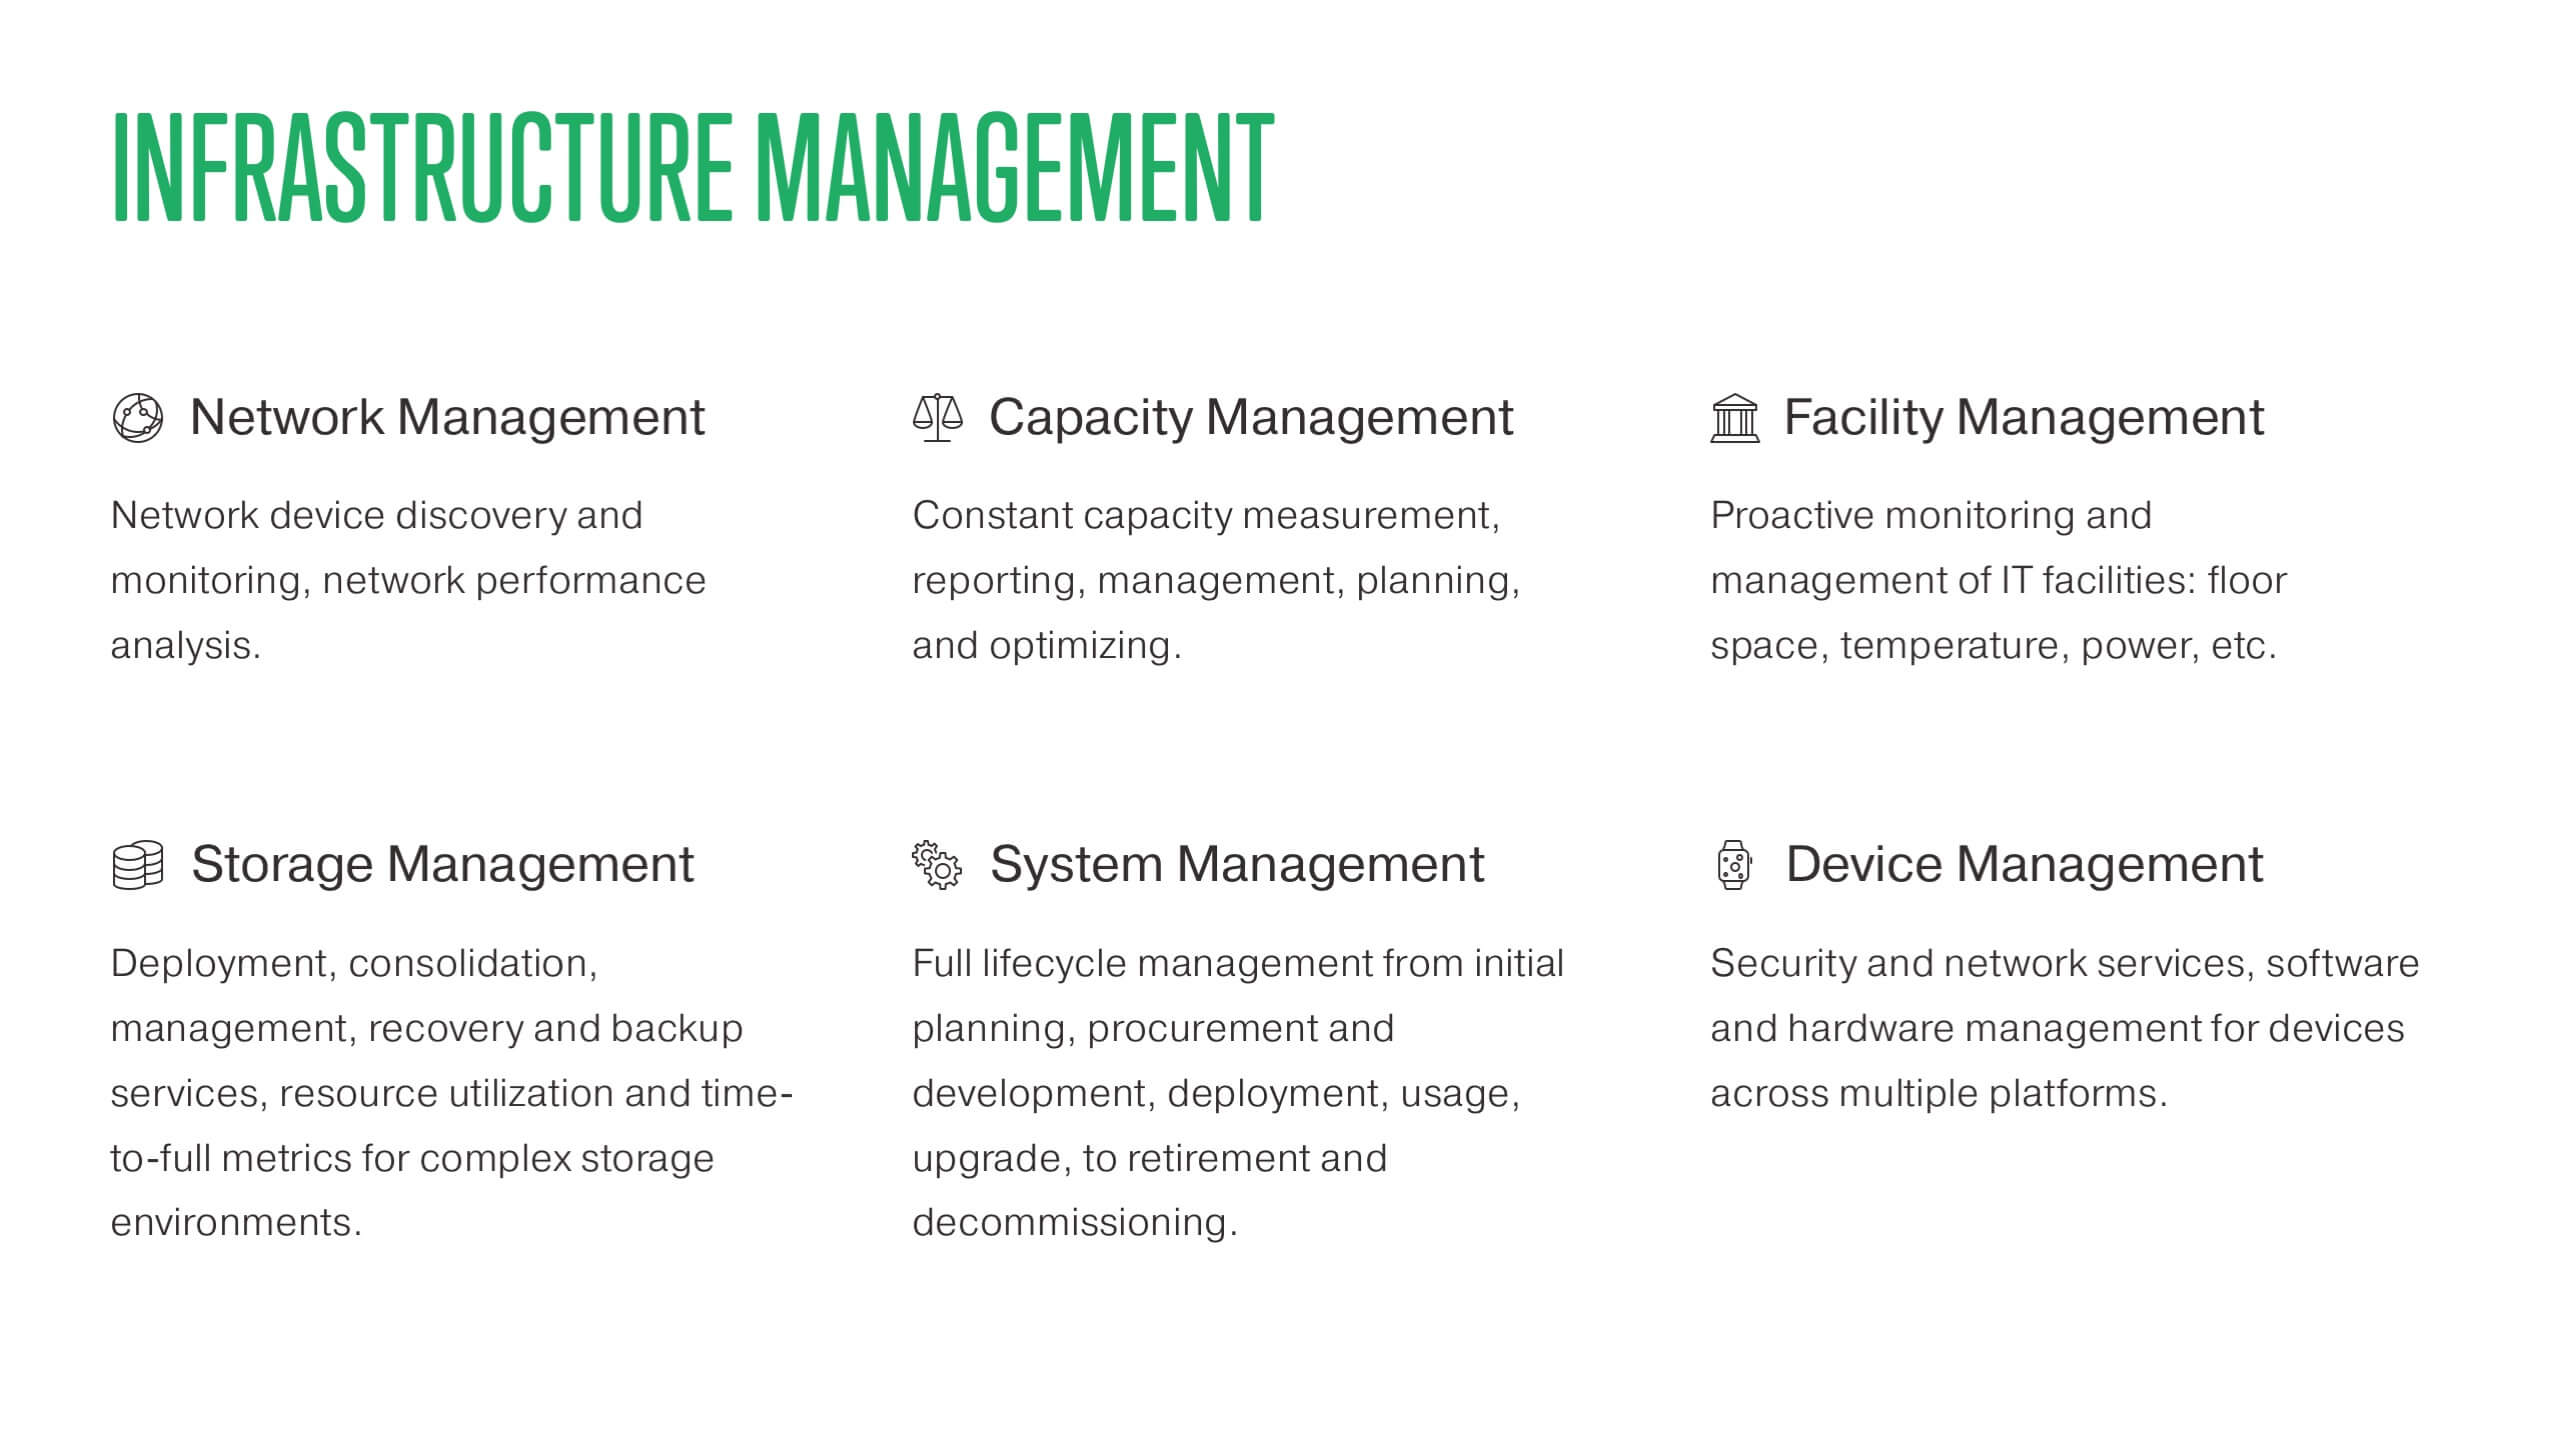 INFRASTRUCTURE MANAGEMENT
Network Management
Network device discovery and
monitoring, network performance
analysis.
Capacity Management
Constant capacity measurement,
reporting, management, planning,
and optimizing.
Facility Management
Proactive monitoring and
management of IT facilities: floor
space, temperature, power, etc.
Storage Management
Deployment, consolidation,
management, recovery and backup
services, resource utilization and time-
to-full metrics for complex storage
environments.
System Management
Full lifecycle management from initial
planning, procurement and
development, deployment, usage,
upgrade, to retirement and
decommissioning.
Device Management
Security and network services, software
and hardware management for devices
across multiple platforms.